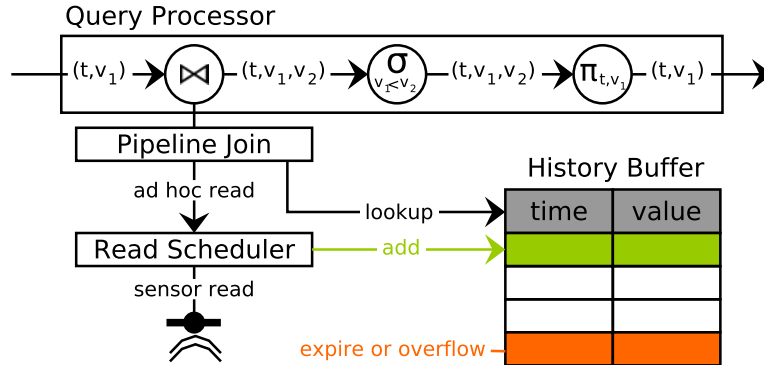 Query Processor
(t,v₁) ⋈ (t,v₁,v₂) σ (t,v₁,v₂) π t,v₁ (t,v₁)
v₁<v₂
Pipeline Join
History Buffer
ad hoc read
lookup
time value
Read Scheduler
add
sensor read
expire or overflow